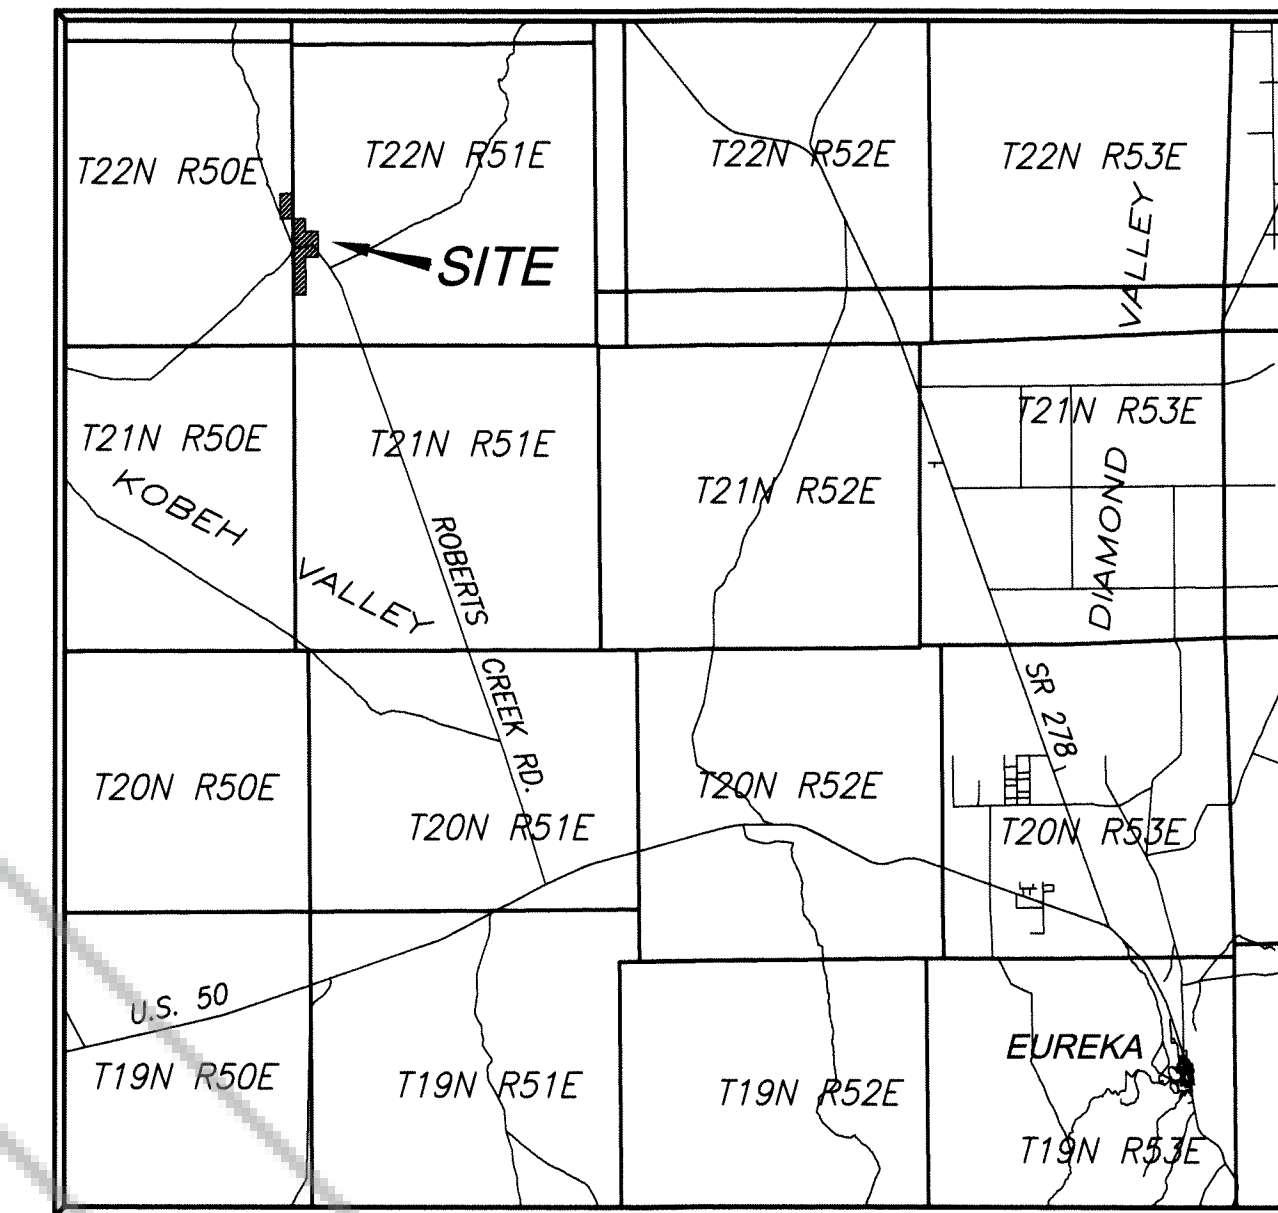 T22N R50E
T22N R51E
T22N R52E
T22N R53E
SITE
VALLEY
T21N R50E
T21N R51E
T21N R52E
T21N R53E
KOBEH
VALLEY
DIAMOND
ROBERTS
CREEK RD.
SR 278
T20N R50E
T20N R51E
T20N R52E
T20N R53E
U.S. 50
EUREKA
T19N R50E
T19N R51E
T19N R52E
T19N R53E